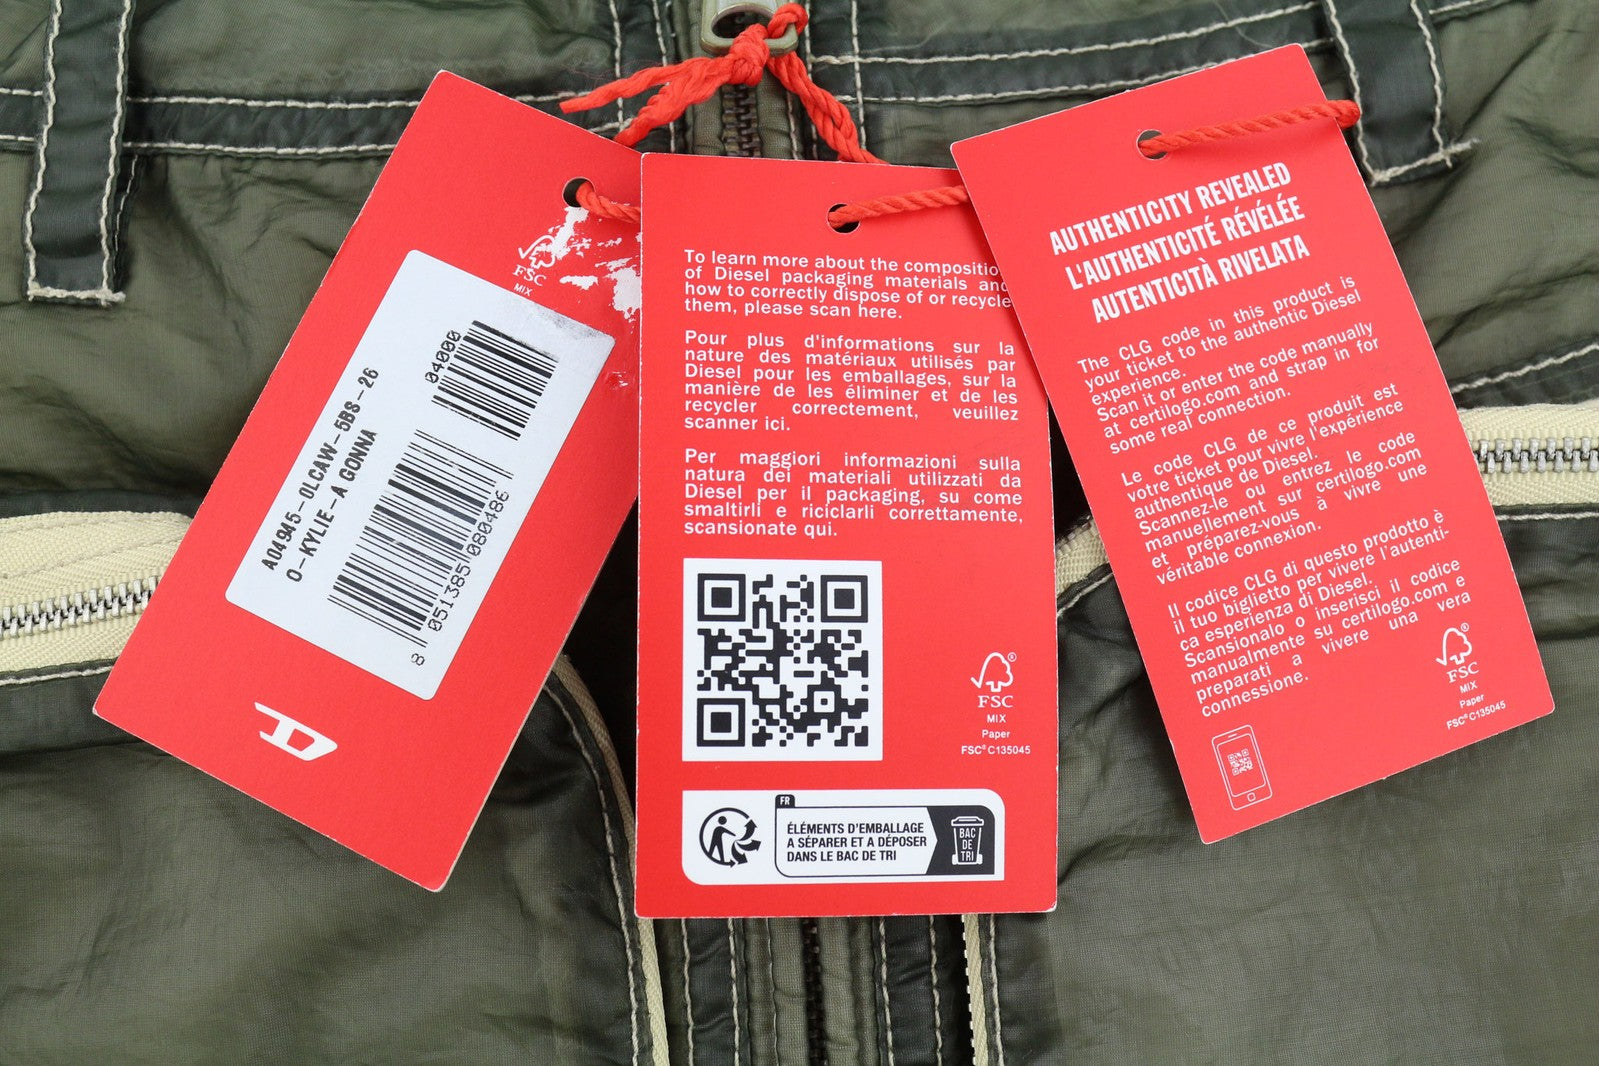 FSC
MIX
04000
A04945-0LCAW-5BS-26
O-KYLIE-A GONNA
8 051385 080486
D
To learn more about the composition
of Diesel packaging materials and
how to correctly dispose of or recycle
them, please scan here.
Pour plus d'informations sur la
nature des matériaux utilisés par
Diesel pour les emballages, sur la
manière de les éliminer et de les
recycler correctement, veuillez
scanner ici.
Per maggiori informazioni sulla
natura dei materiali utilizzati da
Diesel per il packaging, su come
smaltirli e riciclarli correttamente,
scansionate qui.
®
FSC
MIX
Paper
FSC® C135045
FR
ÉLÉMENTS D'EMBALLAGE
A SÉPARER ET A DÉPOSER
DANS LE BAC DE TRI
BAC
DE
TRI
AUTHENTICITY REVEALED
L'AUTHENTICITÉ RÉVÉLÉE
AUTENTICITÀ RIVELATA
The CLG code in this product is
your ticket to the authentic Diesel
experience.
Scan it or enter the code manually
at certilogo.com and strap in for
some real connection.
Le code CLG de ce produit est
votre ticket pour vivre l'expérience
authentique de Diesel.
Scannez-le ou entrez le code
manuellement sur certilogo.com
et préparez-vous à vivre une
véritable connexion.
Il codice CLG di questo prodotto è
il tuo biglietto per vivere l'autenti-
ca esperienza di Diesel.
Scansionalo o inserisci il codice
manualmente su certilogo.com e
preparati a vivere una vera
connessione.
®
FSC
MIX
Paper
FSC® C135045